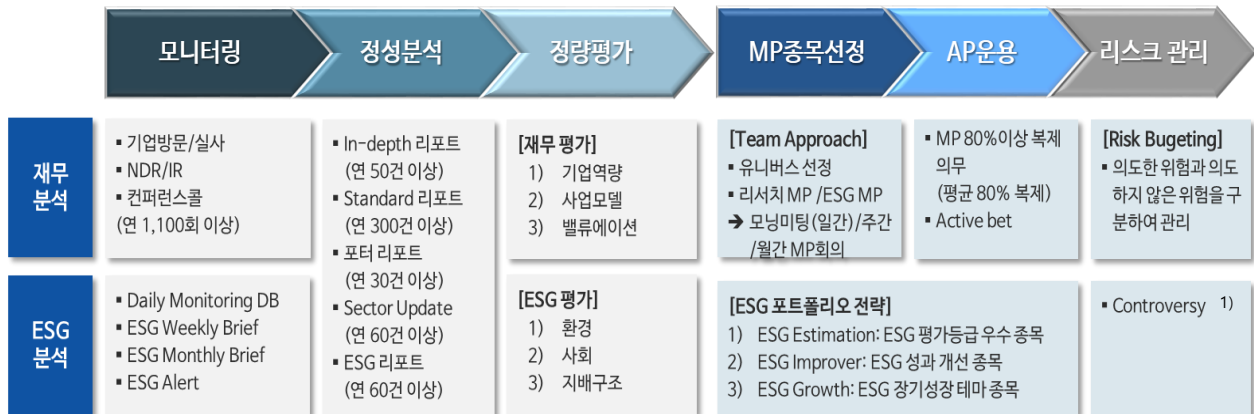 모니터링
정성분석
정량평가
MP종목선정
AP운용
리스크 관리
재무
분석
▪ 기업방문/실사
▪ NDR/IR
▪ 컨퍼런스콜
(연 1,100회 이상)
▪ In-depth 리포트
(연 50건 이상)
▪ Standard 리포트
(연 300건 이상)
▪ 포터 리포트
(연 30건 이상)
▪ Sector Update
(연 60건 이상)
▪ ESG 리포트
(연 60건 이상)
[재무 평가]
1) 기업역량
2) 사업모델
3) 밸류에이션
[Team Approach]
▪ 유니버스 선정
▪ 리서치 MP /ESG MP
➔ 모닝미팅(일간)/주간
/월간 MP회의
▪ MP 80%이상 복제
의무
(평균 80% 복제)
▪ Active bet
[Risk Bugeting]
▪ 의도한 위험과 의도
하지 않은 위험을 구
분하여 관리
ESG
분석
▪ Daily Monitoring DB
▪ ESG Weekly Brief
▪ ESG Monthly Brief
▪ ESG Alert
[ESG 평가]
1) 환경
2) 사회
3) 지배구조
[ESG 포트폴리오 전략]
1) ESG Estimation: ESG 평가등급 우수 종목
2) ESG Improver: ESG 성과 개선 종목
3) ESG Growth: ESG 장기성장 테마 종목
▪ Controversy 1)